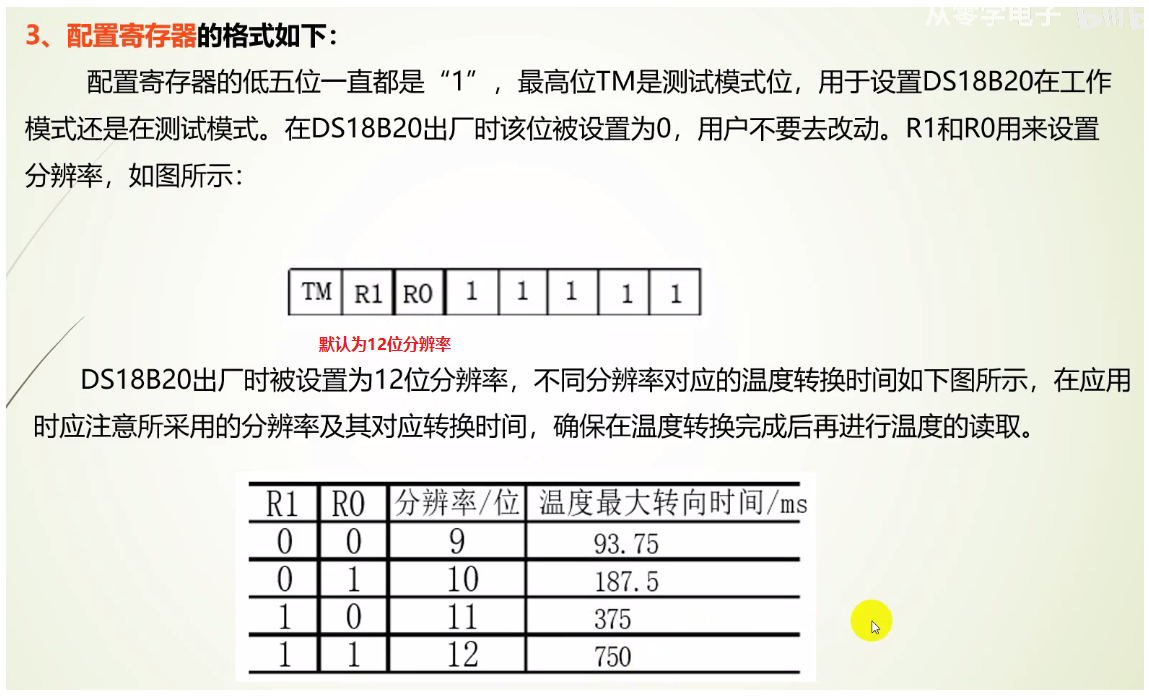 从零学电子
3、配置寄存器的格式如下：
配置寄存器的低五位一直都是“1”，最高位TM是测试模式位，用于设置DS18B20在工作
模式还是在测试模式。在DS18B20出厂时该位被设置为0，用户不要去改动。R1和R0用来设置
分辨率，如图所示：
TM R1 R0 1 1 1 1 1
默认为12位分辨率
DS18B20出厂时被设置为12位分辨率，不同分辨率对应的温度转换时间如下图所示，在应用
时应注意所采用的分辨率及其对应转换时间，确保在温度转换完成后再进行温度的读取。
R1 R0 分辨率/位 温度最大转向时间/ms
0 0 9 93.75
0 1 10 187.5
1 0 11 375
1 1 12 750